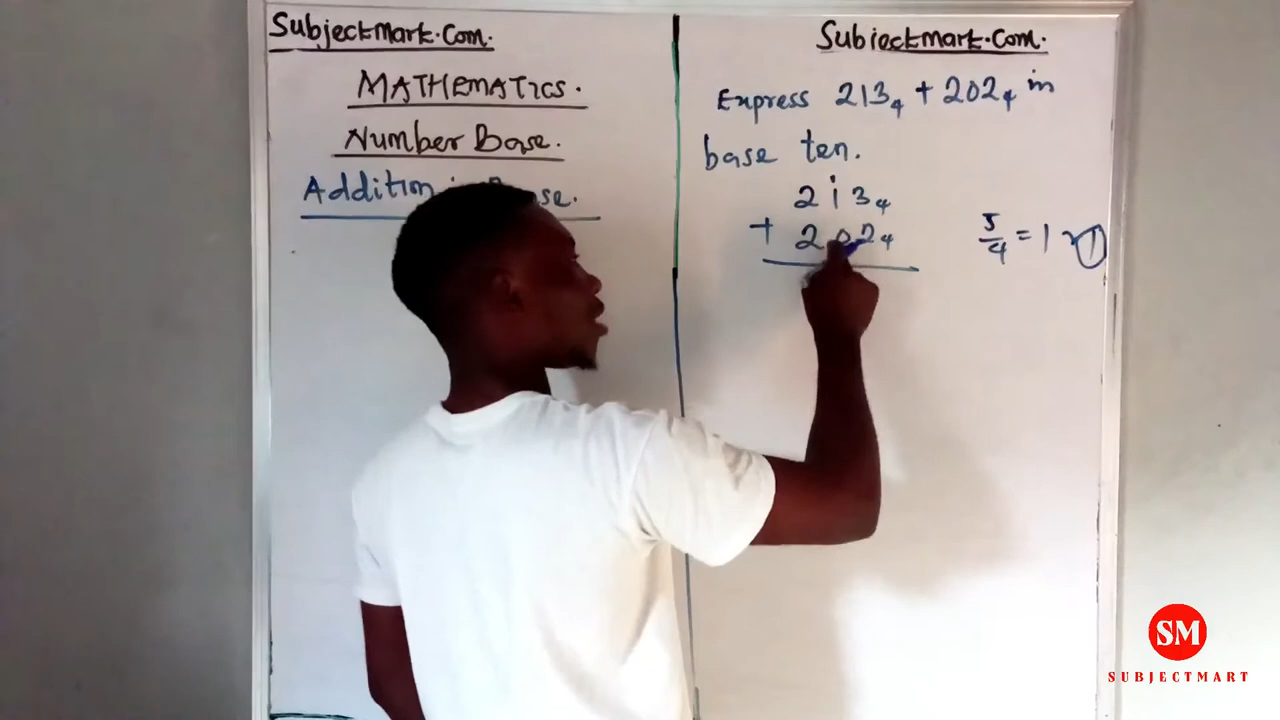 Subjectmark.Com.
MATHEMATICS.
Number Base.
Addition
Subjectmark.Com.
Express 213₄ + 202₄ in
base ten.
213₄
+ 202₄
5/4 = 1 r 1
SM
SUBJECTMART